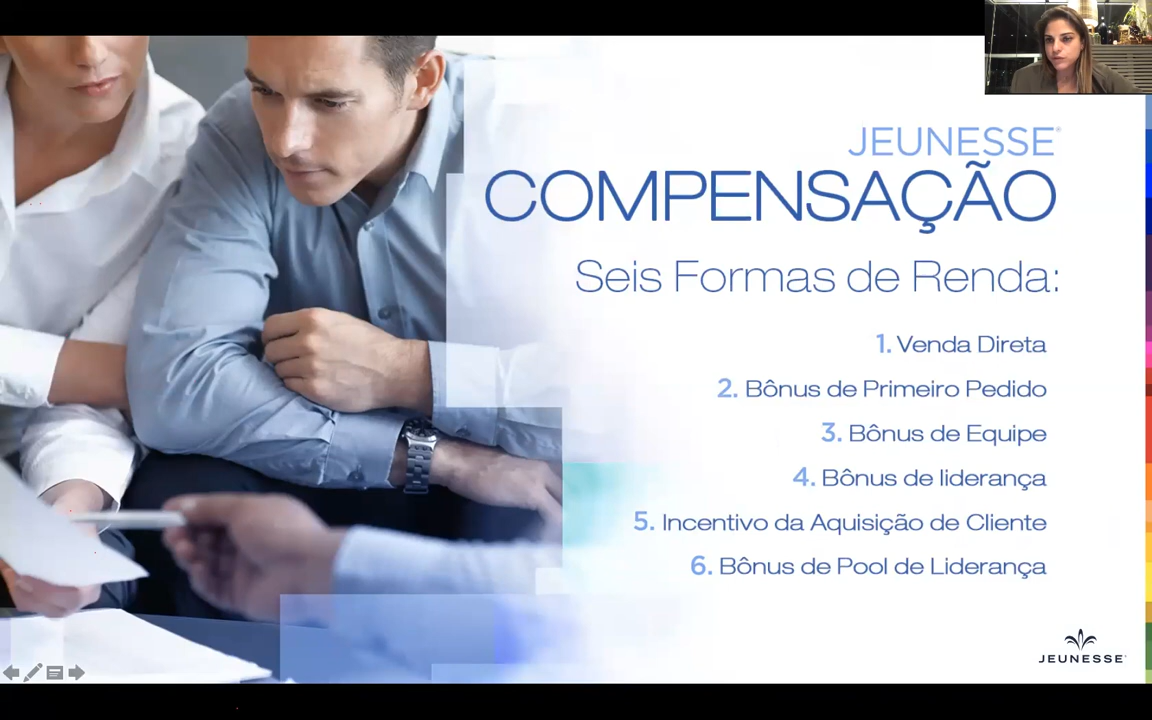 JEUNESSE®
COMPENSAÇÃO
Seis Formas de Renda:
1. Venda Direta
2. Bônus de Primeiro Pedido
3. Bônus de Equipe
4. Bônus de liderança
5. Incentivo da Aquisição de Cliente
6. Bônus de Pool de Liderança
JEUNESSE®